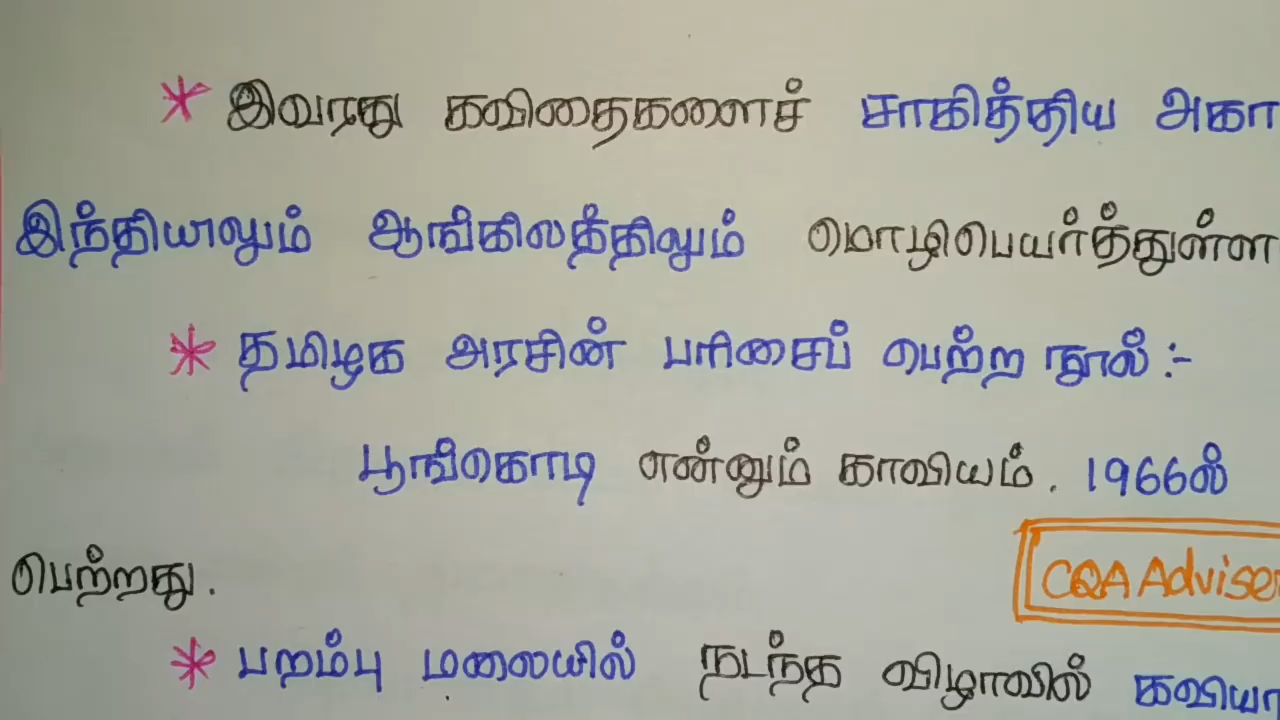 * இவரது கவிதைகளைச் சாகித்திய அகா
இந்தியாலும் ஆங்கிலத்திலும் மொழிபெயர்த்துள்ள
* தமிழக அரசின் பரிசைப் பெற்ற நூல் :-
பூங்கொடி என்னும் காவியம். 1966ல்
பெற்றது.
CQA Adviser
* பறம்பு மலையில் நடந்த விழாவில் கவியர